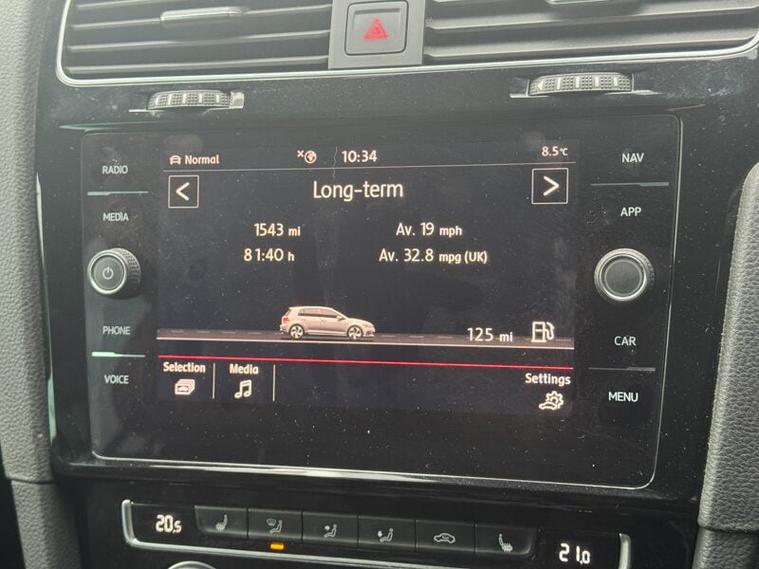 RADIO
MEDIA
PHONE
VOICE
Normal 10:34 8.5°C
Long-term
1543 mi Av. 19 mph
81:40 h Av. 32.8 mpg (UK)
125 mi
Selection Media Settings
NAV
APP
CAR
MENU
20.5 21.0